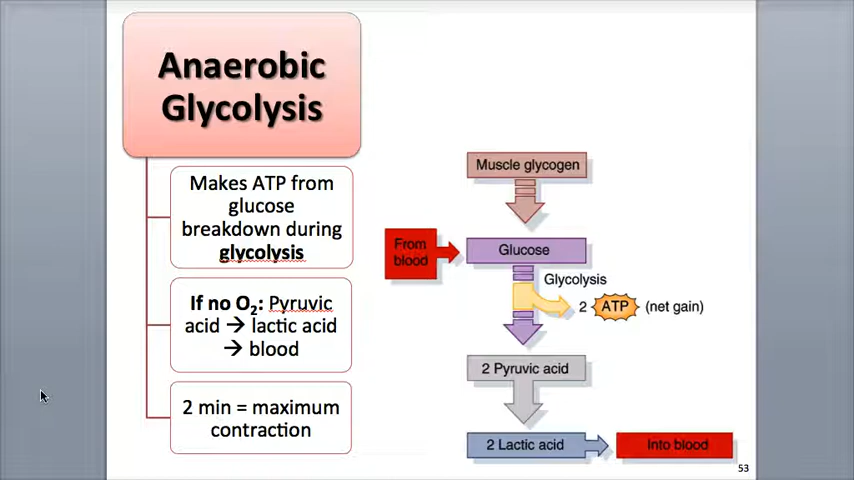 Anaerobic
Glycolysis
Makes ATP from
glucose
breakdown during
glycolysis
If no O₂: Pyruvic
acid → lactic acid
→ blood
2 min = maximum
contraction
Muscle glycogen
From
blood
Glucose
Glycolysis
2 ATP (net gain)
2 Pyruvic acid
2 Lactic acid
Into blood
53